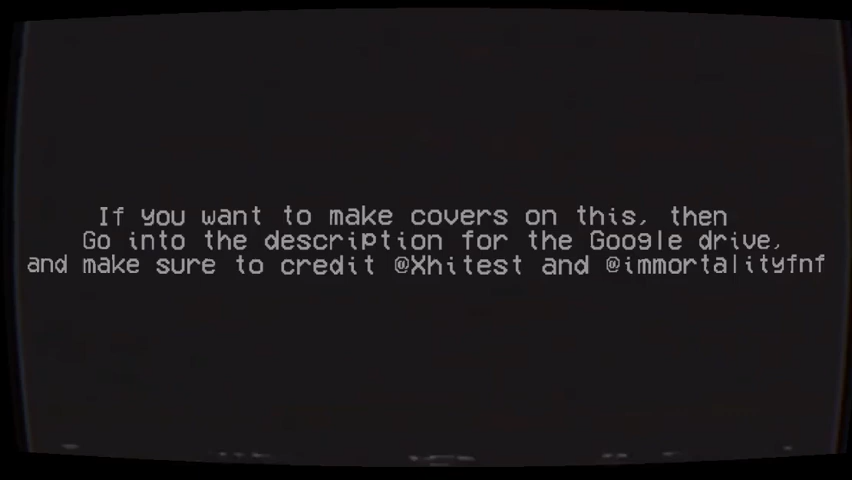 If you want to make covers on this, then
Go into the description for the Google drive,
and make sure to credit @Xhitest and @immortalityfnf